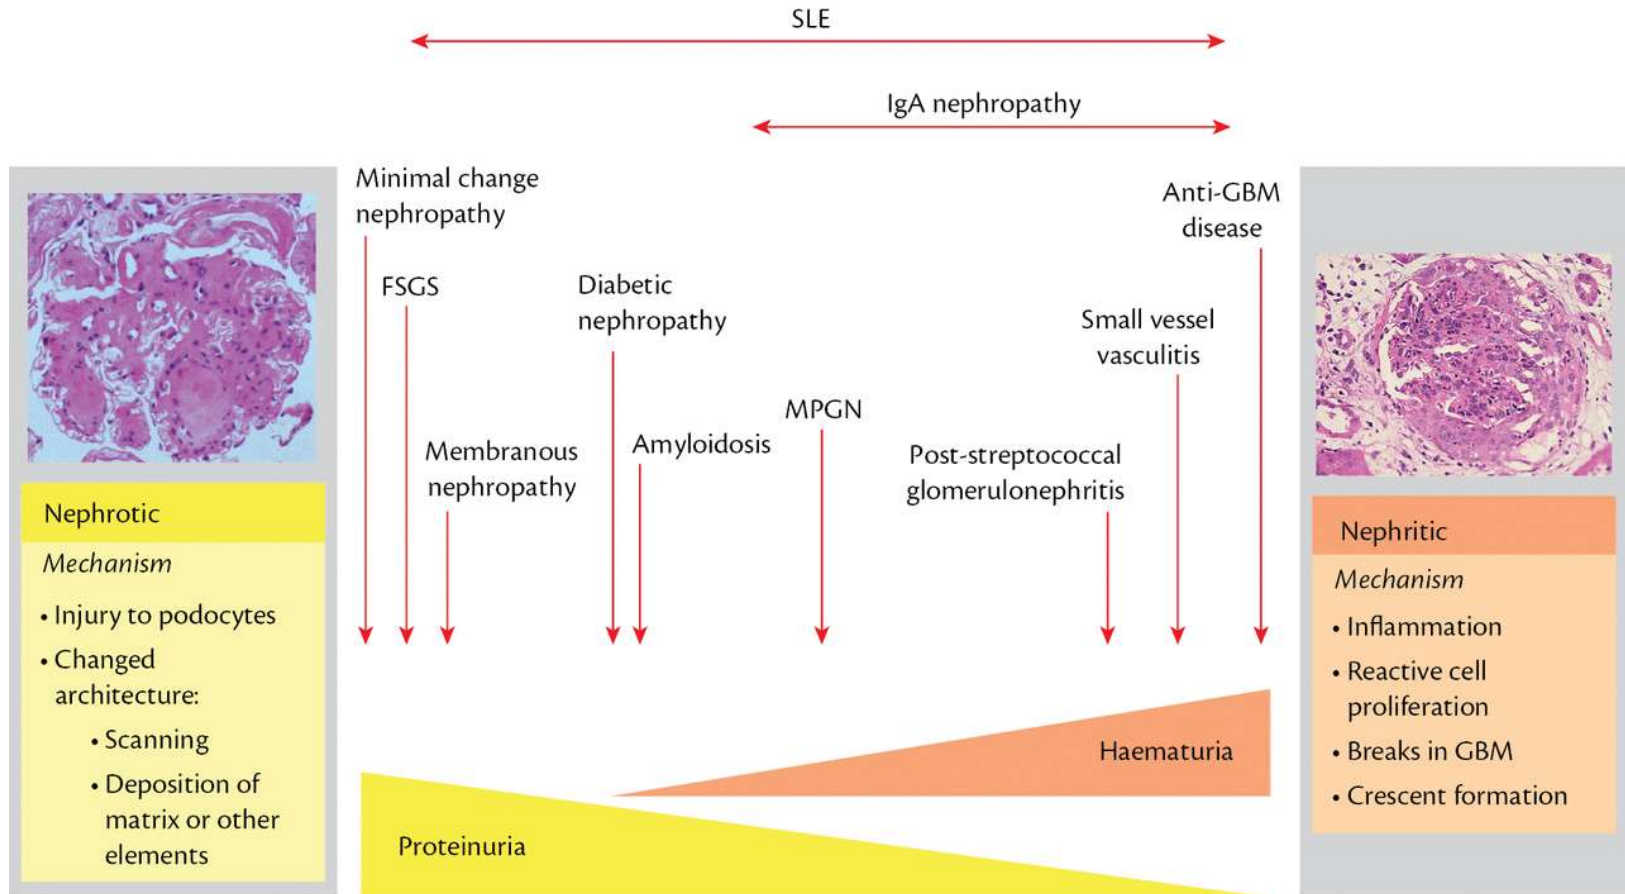 SLE
IgA nephropathy
Minimal change
nephropathy
Anti-GBM
disease
FSGS
Diabetic
nephropathy
Small vessel
vasculitis
MPGN
Membranous
nephropathy
Amyloidosis
Post-streptococcal
glomerulonephritis
Nephrotic
Mechanism
• Injury to podocytes
• Changed
architecture:
• Scanning
• Deposition of
matrix or other
elements
Nephritic
Mechanism
• Inflammation
• Reactive cell
proliferation
• Breaks in GBM
• Crescent formation
Haematuria
Proteinuria